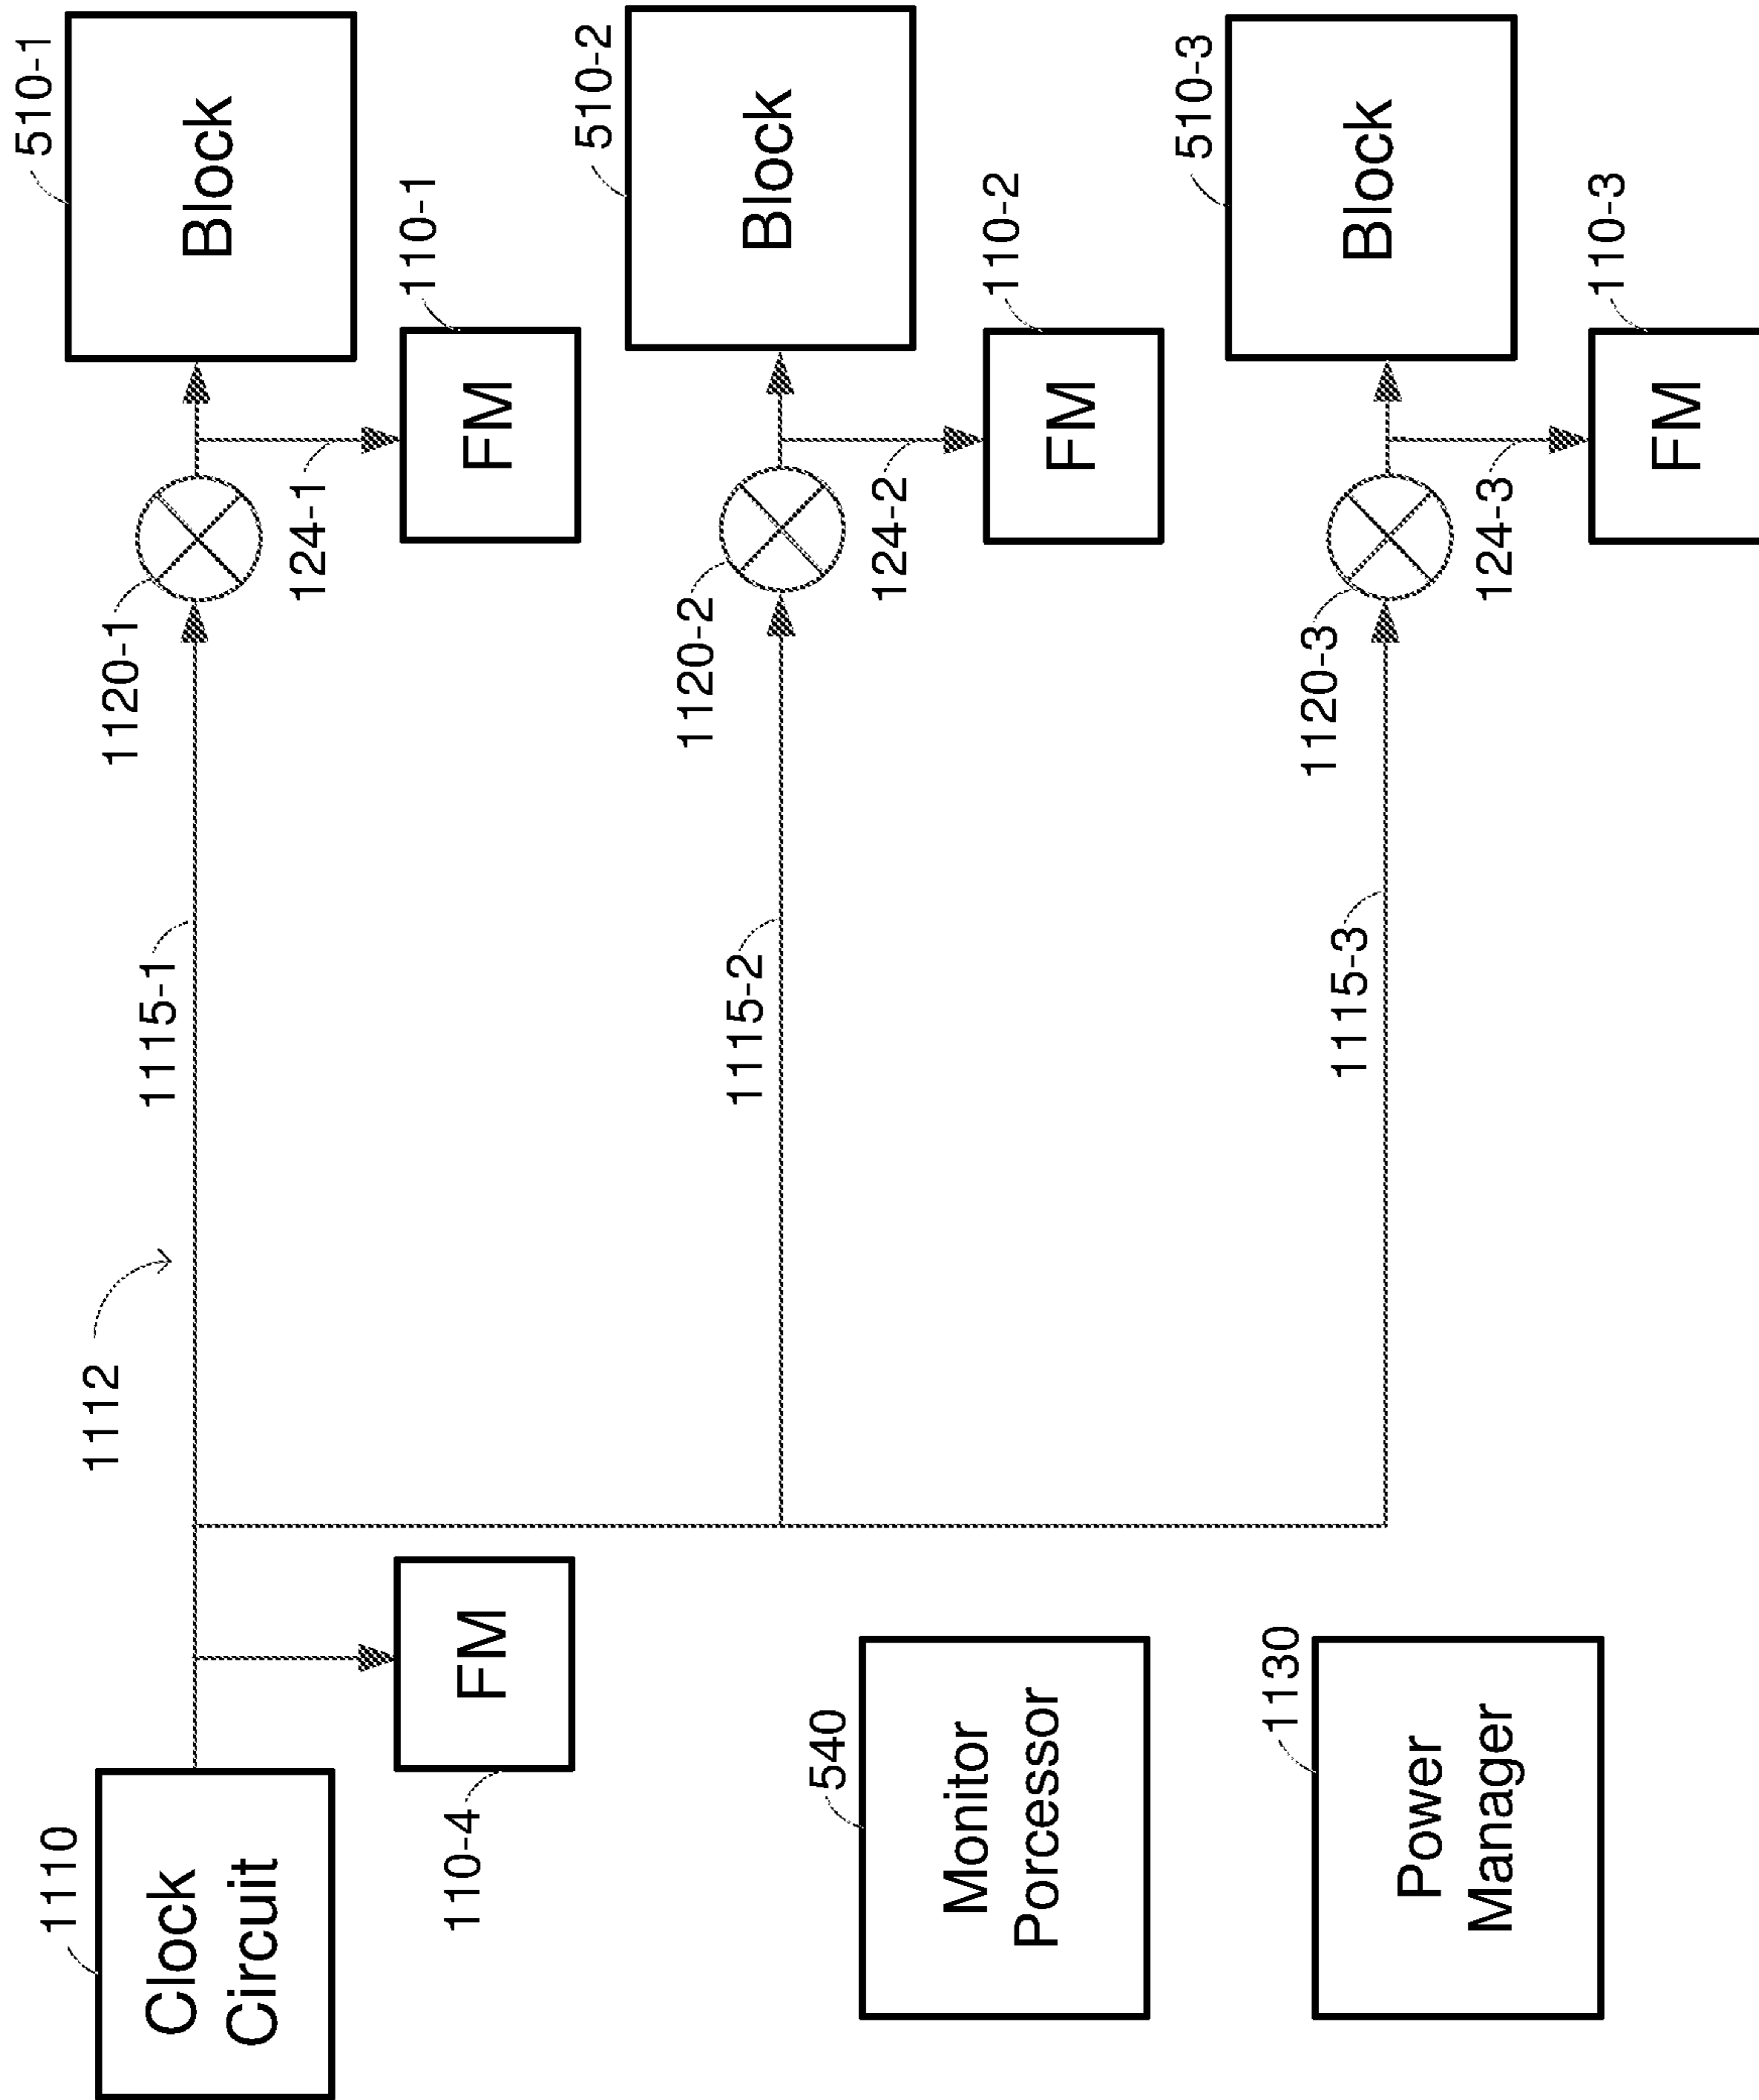 1110
Clock
Circuit
110-4
FM
1112
1115-1
1120-1
124-1
510-1
Block
110-1
FM
1115-2
1120-2
124-2
510-2
Block
110-2
FM
540
Monitor
Porcessor
1130
Power
Manager
1115-3
1120-3
124-3
510-3
Block
110-3
FM